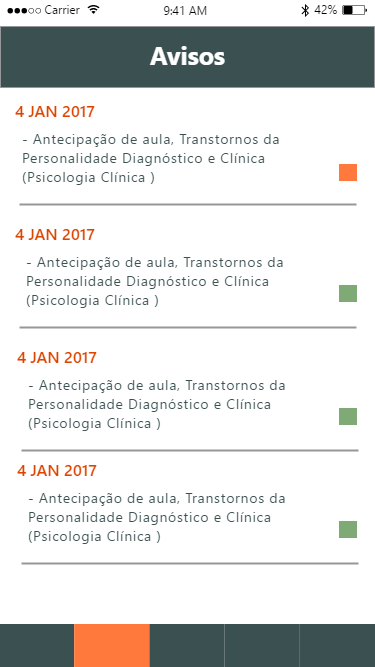 Carrier 9:41 AM 42%
Avisos
4 JAN 2017
- Antecipação de aula, Transtornos da
Personalidade Diagnóstico e Clínica
(Psicologia Clínica )
4 JAN 2017
- Antecipação de aula, Transtornos da
Personalidade Diagnóstico e Clínica
(Psicologia Clínica )
4 JAN 2017
- Antecipação de aula, Transtornos da
Personalidade Diagnóstico e Clínica
(Psicologia Clínica )
4 JAN 2017
- Antecipação de aula, Transtornos da
Personalidade Diagnóstico e Clínica
(Psicologia Clínica )